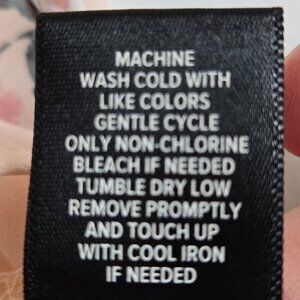 MACHINE
WASH COLD WITH
LIKE COLORS
GENTLE CYCLE
ONLY NON-CHLORINE
BLEACH IF NEEDED
TUMBLE DRY LOW
REMOVE PROMPTLY
AND TOUCH UP
WITH COOL IRON
IF NEEDED